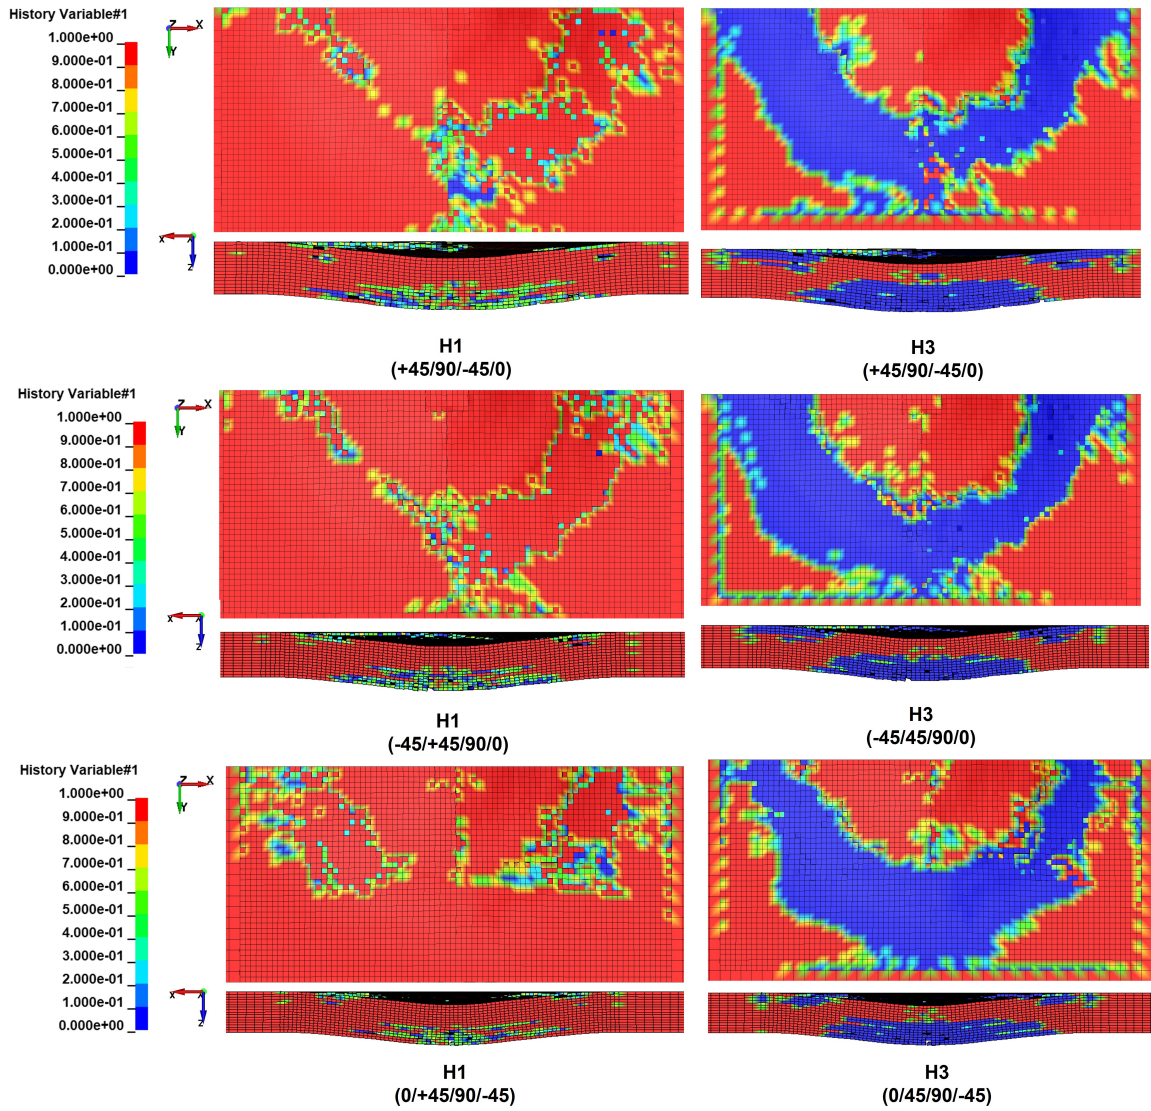 History Variable#1
1.000e+00
9.000e-01
8.000e-01
7.000e-01
6.000e-01
5.000e-01
4.000e-01
3.000e-01
2.000e-01
1.000e-01
0.000e+00
Z X
Y
X
Z
H1
(+45/90/-45/0)
H3
(+45/90/-45/0)
History Variable#1
1.000e+00
9.000e-01
8.000e-01
7.000e-01
6.000e-01
5.000e-01
4.000e-01
3.000e-01
2.000e-01
1.000e-01
0.000e+00
Z X
Y
X
Z
H1
(-45/+45/90/0)
H3
(-45/45/90/0)
History Variable#1
1.000e+00
9.000e-01
8.000e-01
7.000e-01
6.000e-01
5.000e-01
4.000e-01
3.000e-01
2.000e-01
1.000e-01
0.000e+00
Z X
Y
X
Z
H1
(0/+45/90/-45)
H3
(0/45/90/-45)